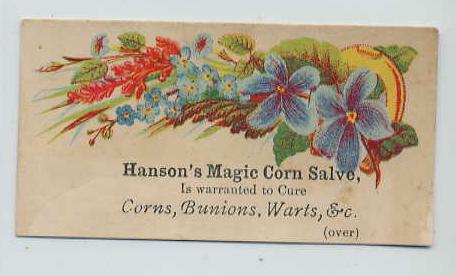 Hanson's Magic Corn Salve,
Is warranted to Cure
Corns, Bunions, Warts, &c.
(over)